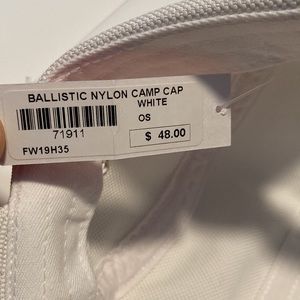 BALLISTIC NYLON CAMP CAP
WHITE
OS
71911
$ 48.00
FW19H35